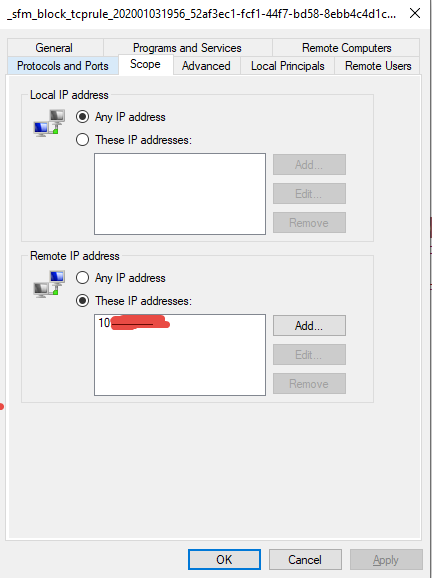 _sfm_block_tcprule_202001031956_52af3ec1-fcf1-44f7-bd58-8ebb4c4d1c...
General Programs and Services Remote Computers
Protocols and Ports Scope Advanced Local Principals Remote Users
Local IP address
Any IP address
These IP addresses:
Add...
Edit...
Remove
Remote IP address
Any IP address
These IP addresses:
10
Add...
Edit...
Remove
OK Cancel Apply